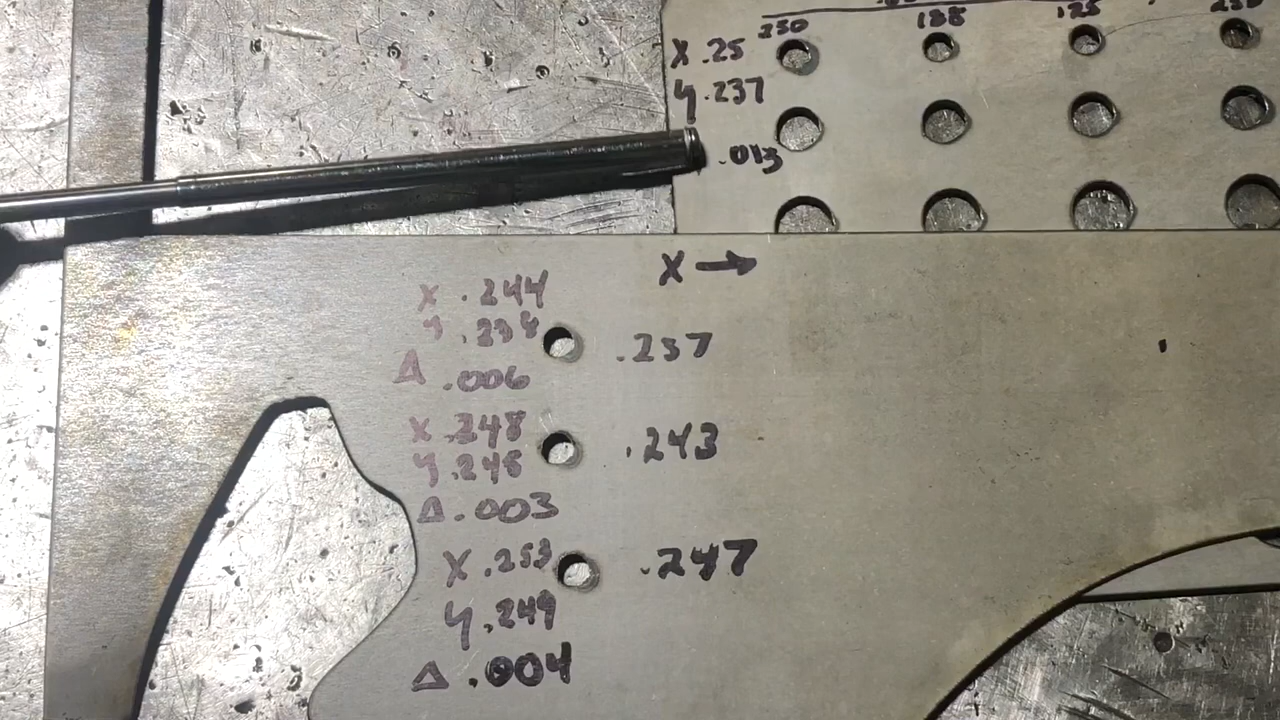 250 188 125 250
X .25
Y .237
.013
X →
X .244
Y .238
Δ .006
.237
X .248
Y .245
Δ .003
.243
X .253
Y .249
Δ .004
.247